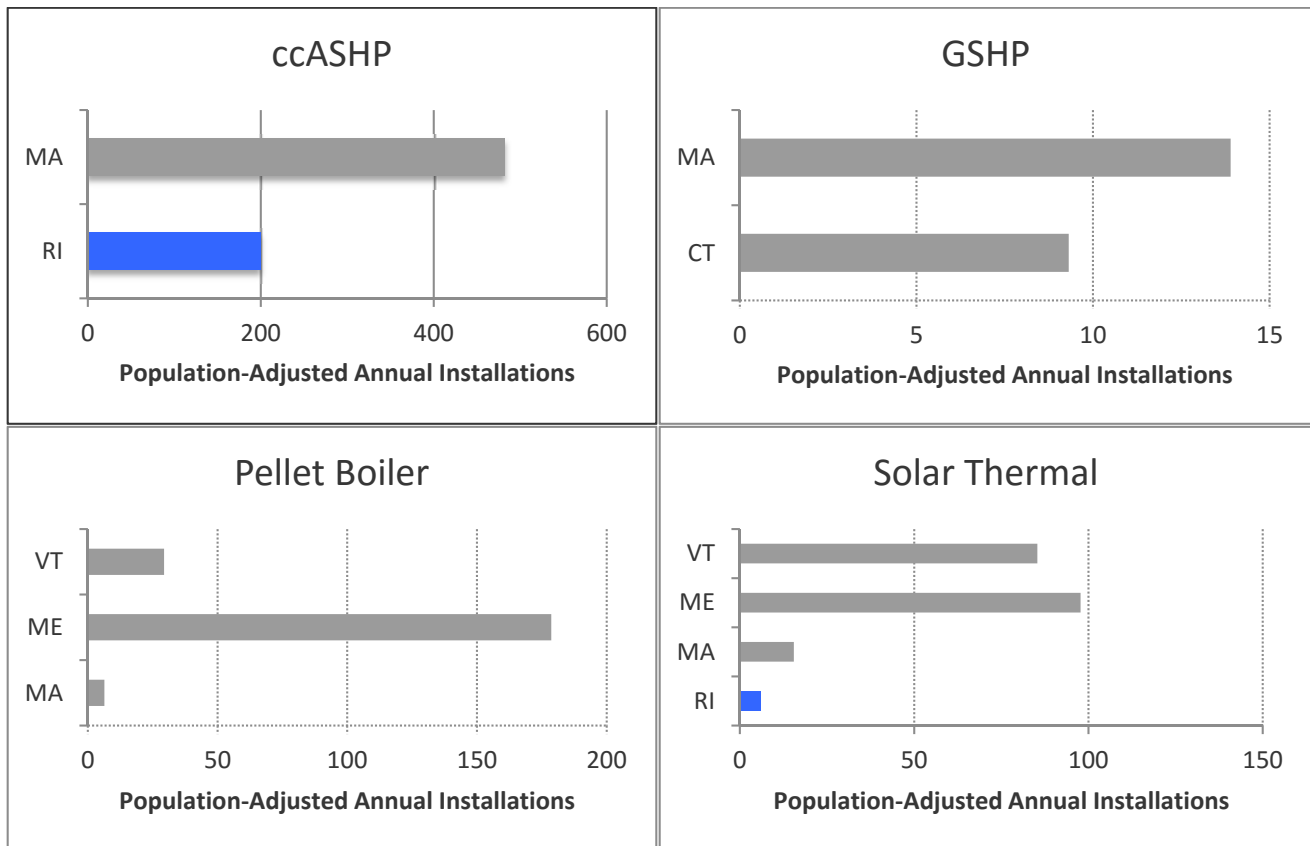 ccASHP
MA
RI
0 200 400 600
Population-Adjusted Annual Installations
GSHP
MA
CT
0 5 10 15
Population-Adjusted Annual Installations
Pellet Boiler
VT
ME
MA
0 50 100 150 200
Population-Adjusted Annual Installations
Solar Thermal
VT
ME
MA
RI
0 50 100 150
Population-Adjusted Annual Installations